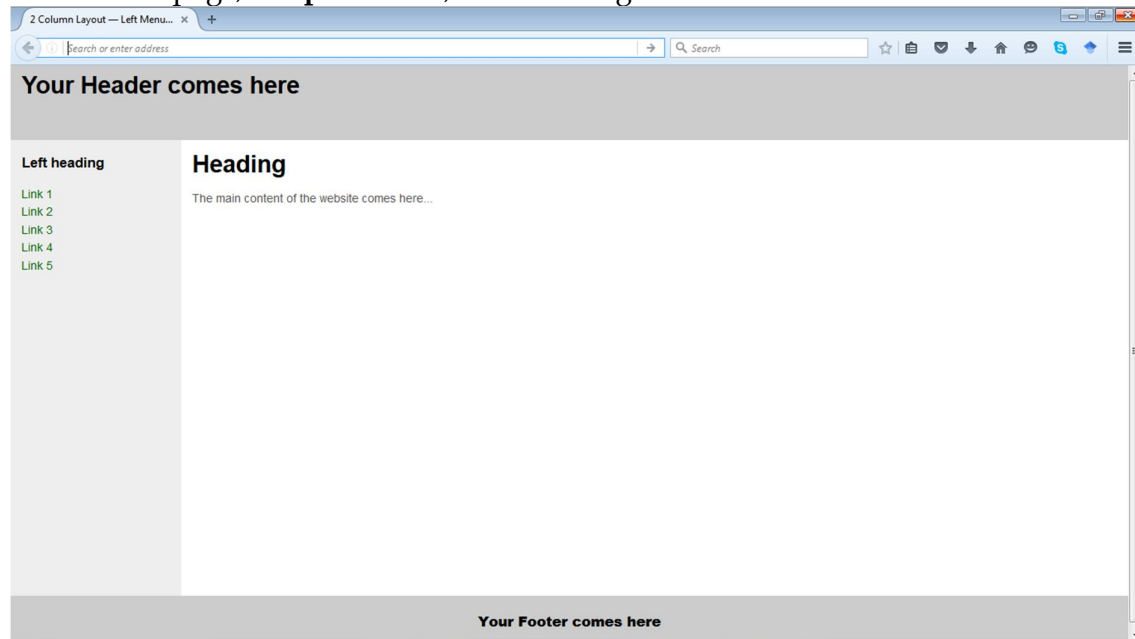 2 Column Layout — Left Menu...
Search or enter address
Search
Your Header comes here
Left heading
Link 1
Link 2
Link 3
Link 4
Link 5
Heading
The main content of the website comes here...
Your Footer comes here